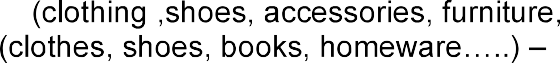 (clothing ,shoes, accessories, furniture,
(clothes, shoes, books, homeware…..) –